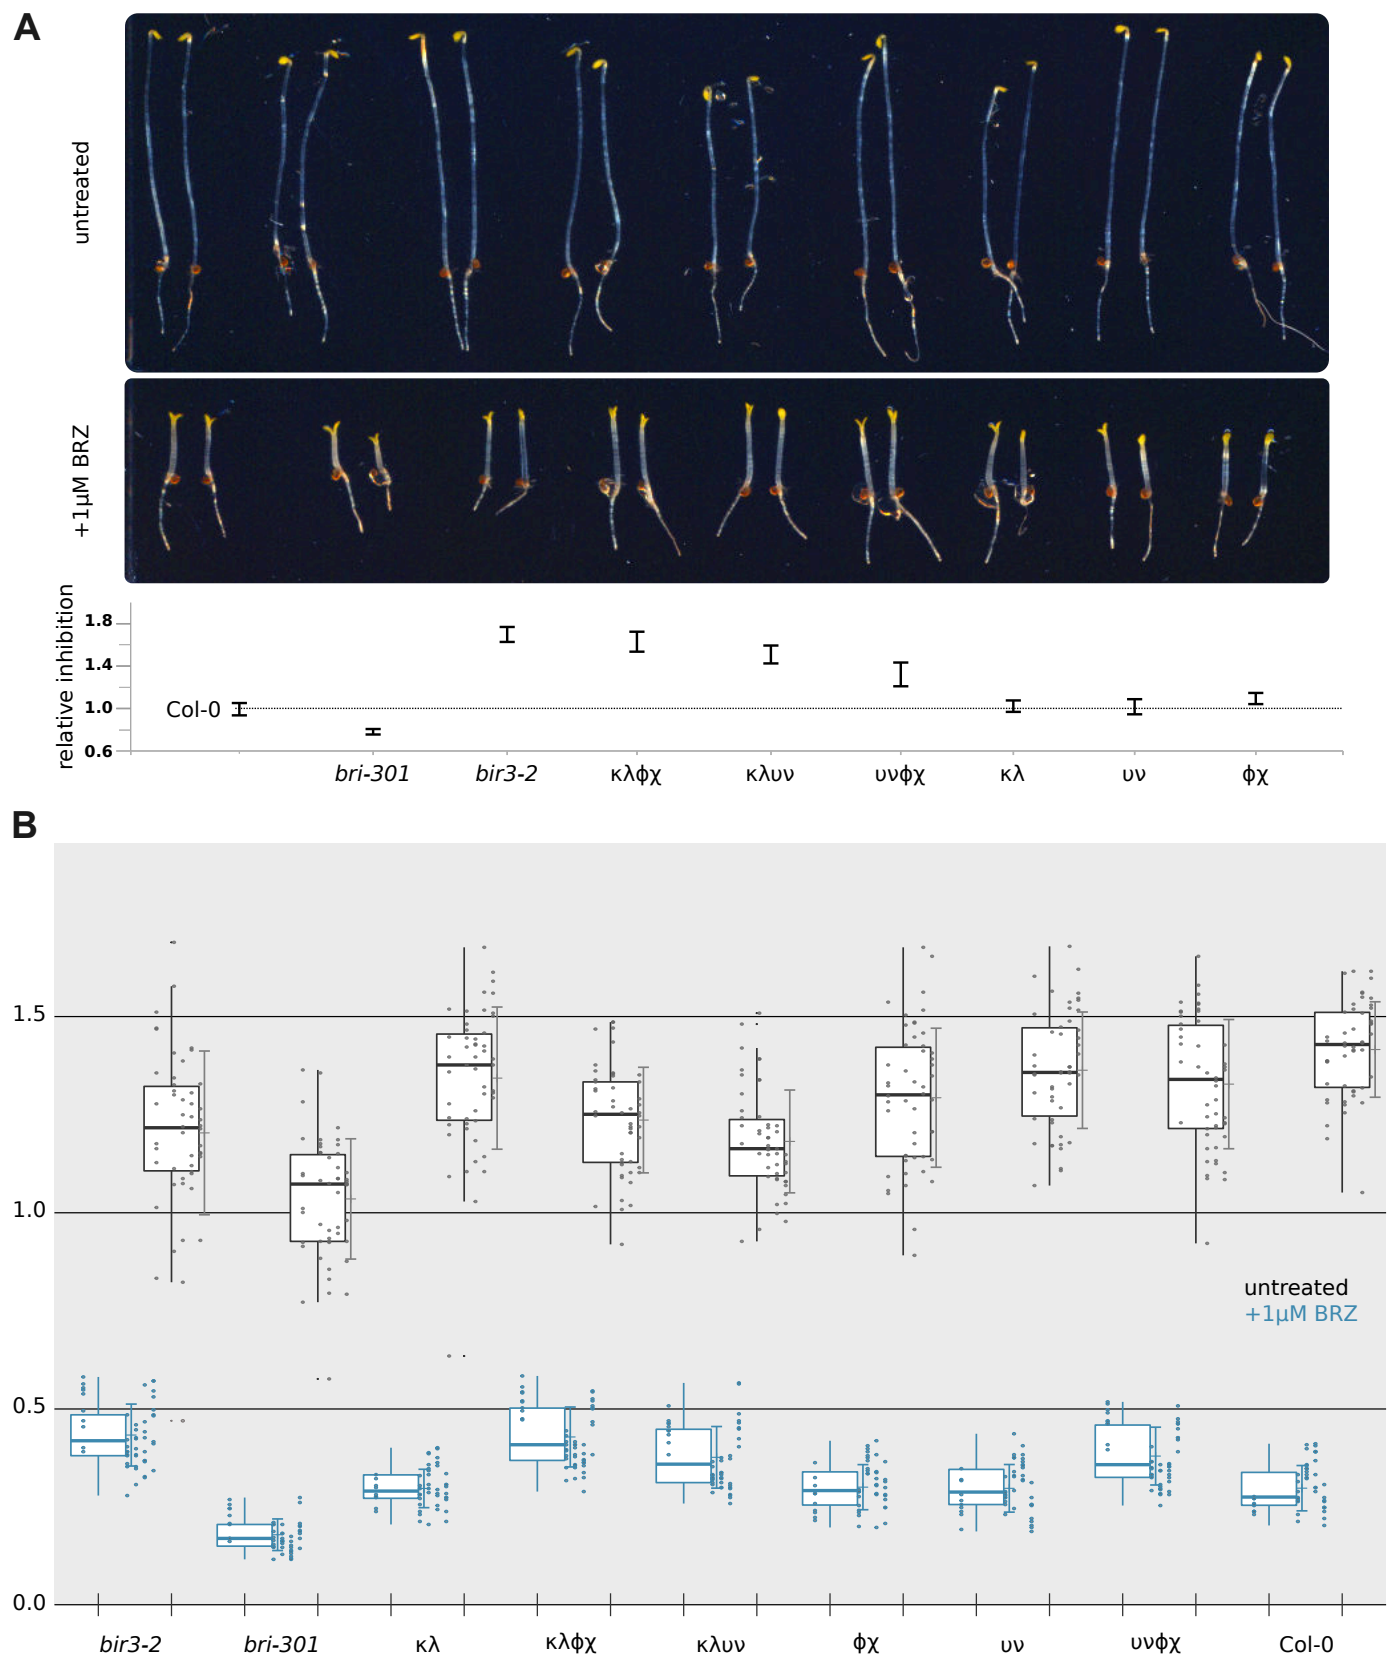 A
untreated
+1μM BRZ
relative inhibition
1.8
1.4
1.0
0.6
Col-0
bri-301
bir3-2
κλϕχ
κλυν
υνϕχ
κλ
υν
ϕχ
B
1.5
1.0
0.5
0.0
untreated
+1μM BRZ
bir3-2
bri-301
κλ
κλϕχ
κλυν
ϕχ
υν
υνϕχ
Col-0